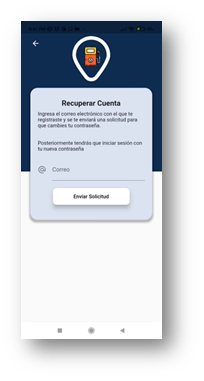 Recuperar Cuenta
Ingresa el correo electrónico con el que te
registraste y se te enviará una solicitud para
que cambies tu contraseña.
Posteriormente tendrás que iniciar sesión con
tu nueva contraseña
@ Correo
Enviar Solicitud